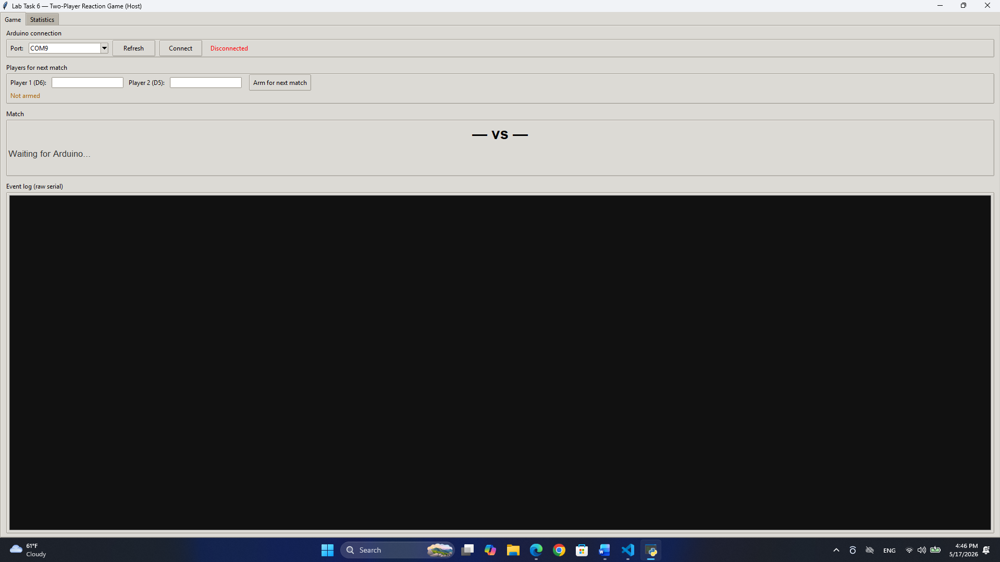 Lab Task 6 — Two-Player Reaction Game (Host)
Game Statistics
Arduino connection
Port: COM9 Refresh Connect Disconnected
Players for next match
Player 1 (D6): Player 2 (D5): Arm for next match
Not armed
Match
— vs —
Waiting for Arduino...
Event log (raw serial)
61°F
Cloudy
Search
ENG
4:46 PM
5/17/2026